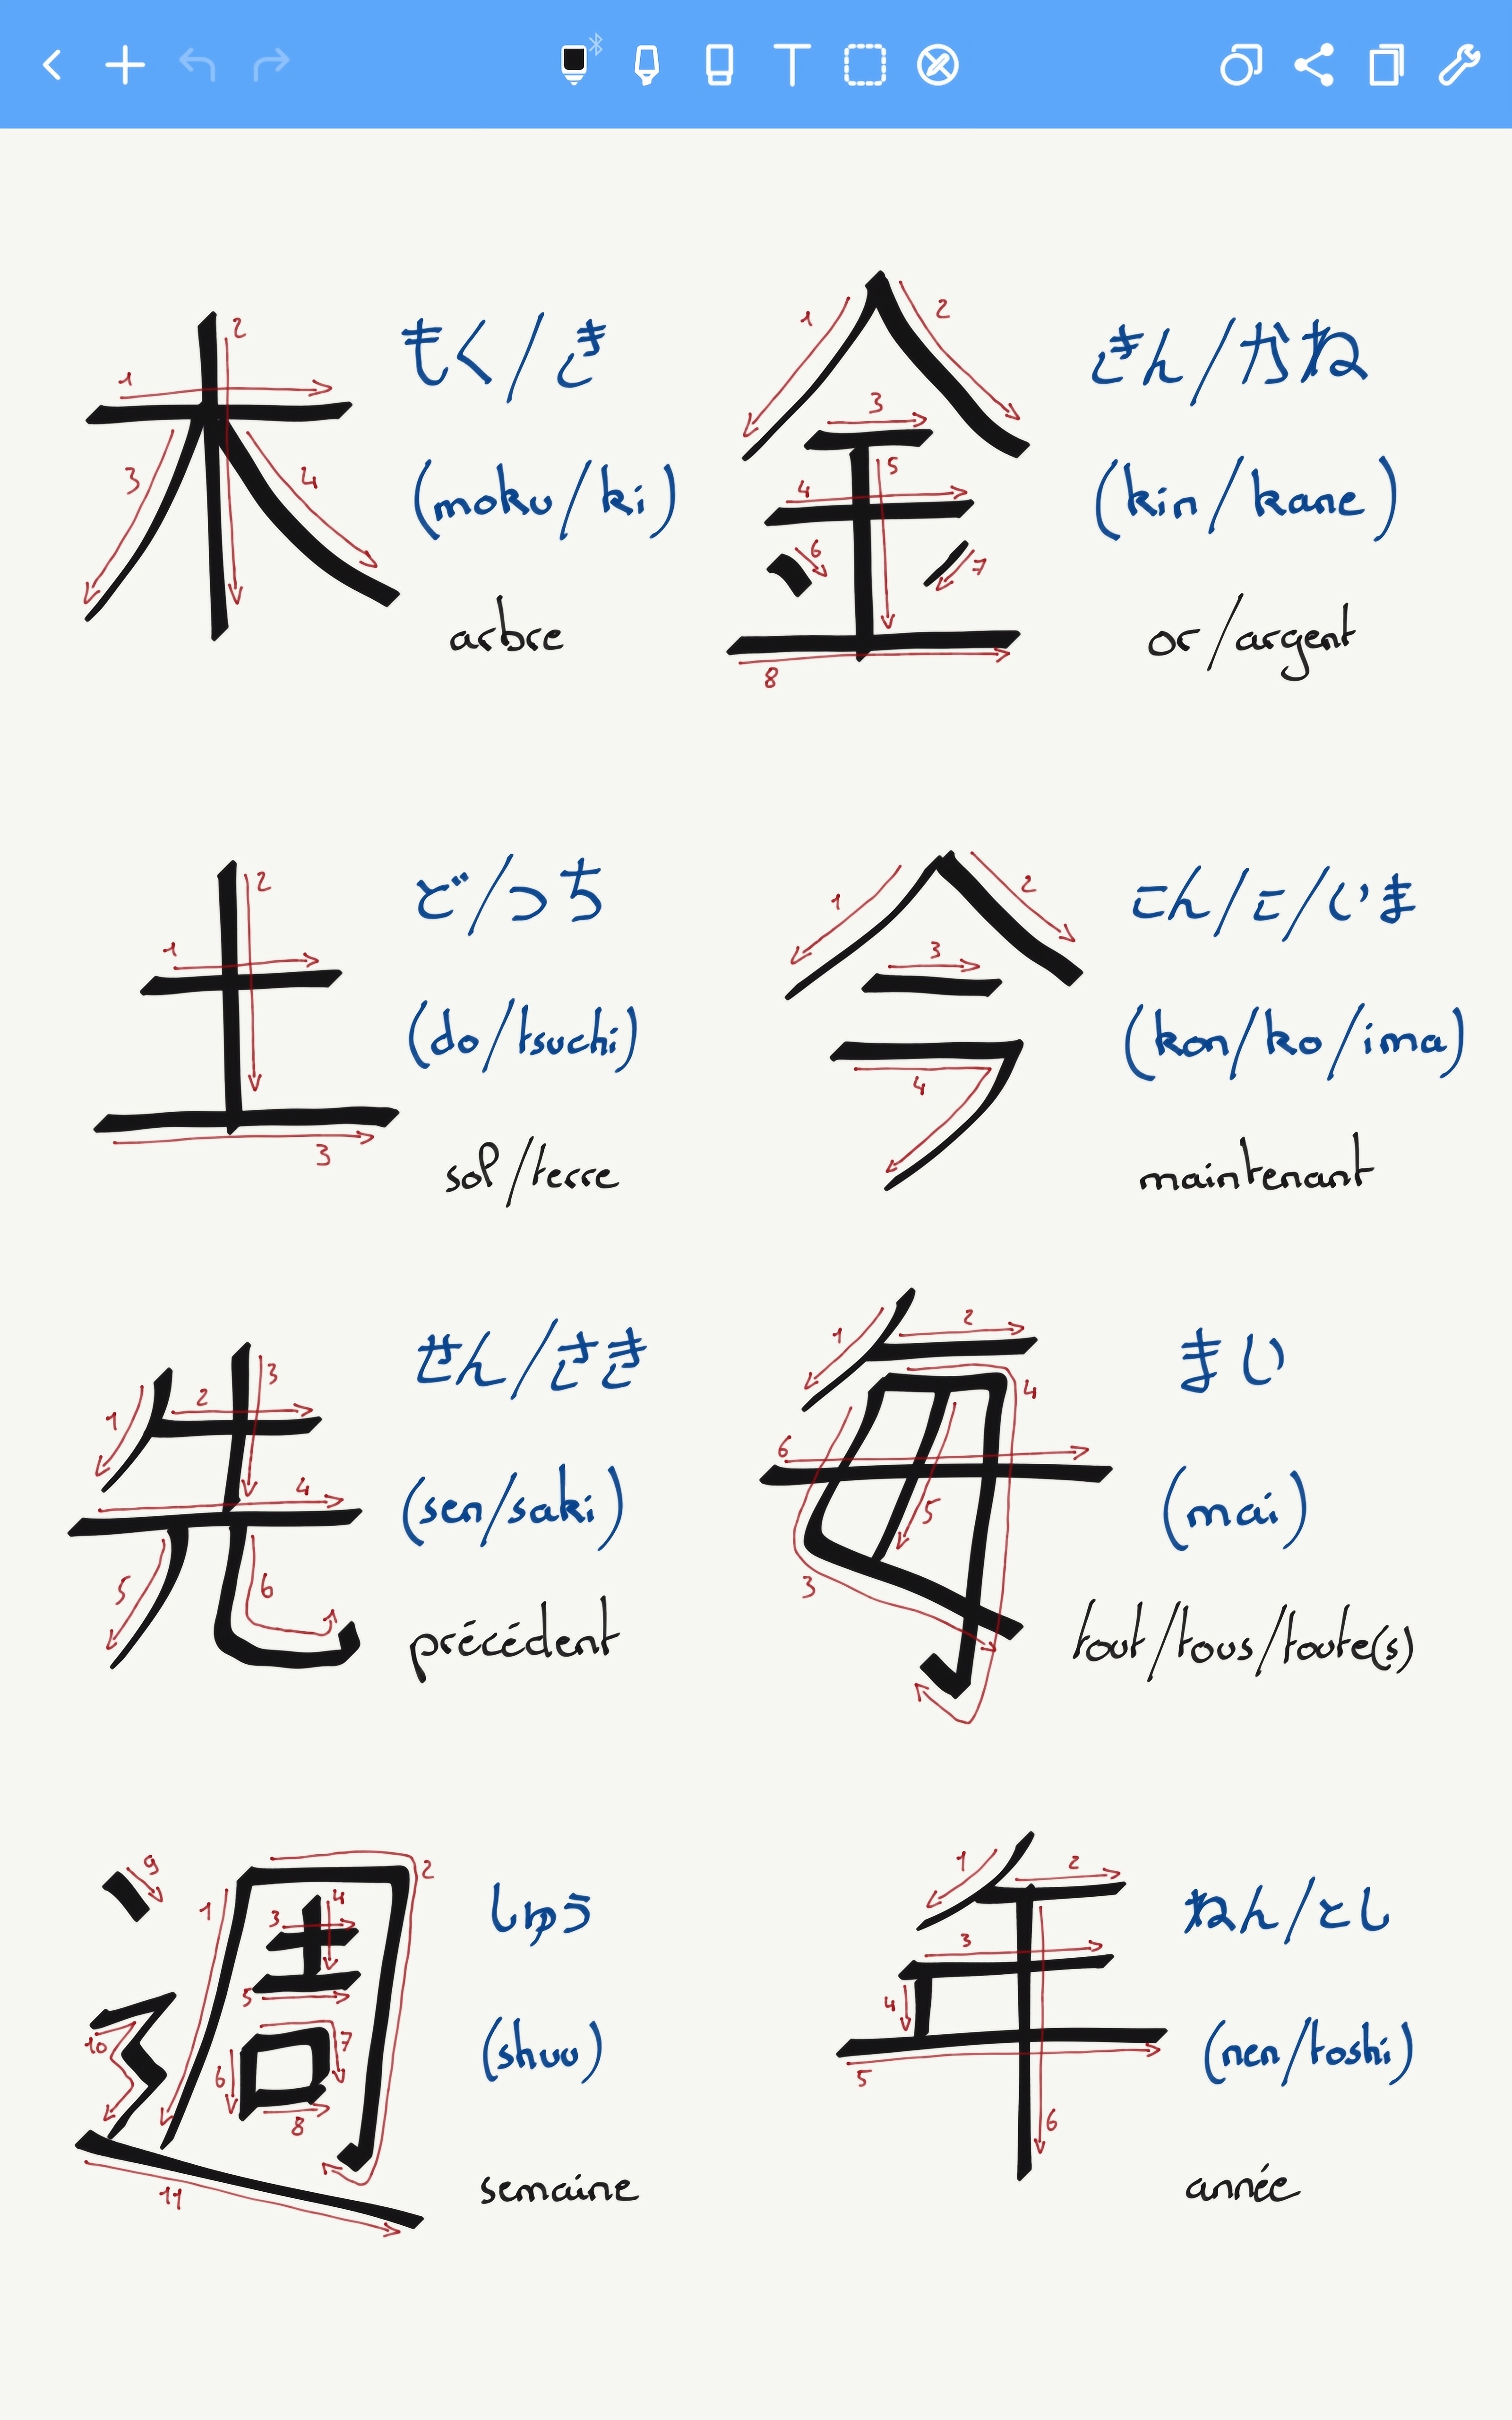 木
もく/き
(moku/ki)
arbre
金
きん/かね
(kin/kane)
or/argent
土
ど/つち
(do/tsuchi)
sol/terre
今
こん/こ/いま
(kon/ko/ima)
maintenant
先
せん/さき
(sen/saki)
précédent
毎
まい
(mai)
tout/tous/toute(s)
週
しゅう
(shuu)
semaine
年
ねん/とし
(nen/toshi)
année